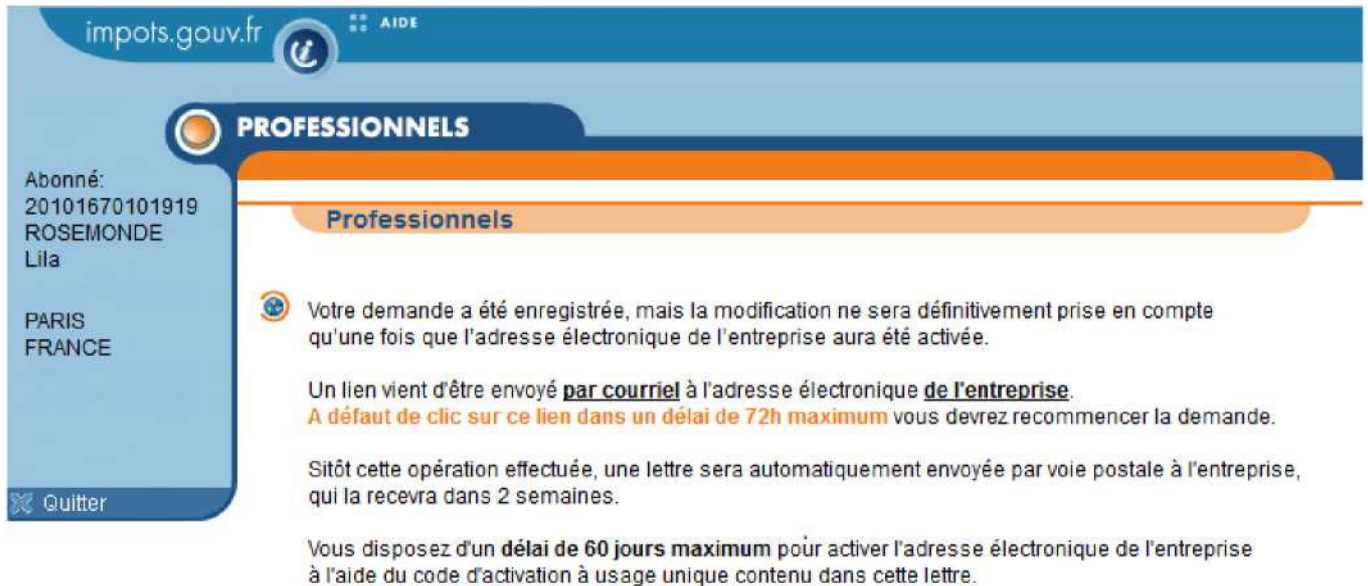 impots.gouv.fr
AIDE
PROFESSIONNELS
Abonné:
20101670101919
ROSEMONDE
Lila
PARIS
FRANCE
Quitter
Professionnels
Votre demande a été enregistrée, mais la modification ne sera définitivement prise en compte
qu'une fois que l'adresse électronique de l'entreprise aura été activée.
Un lien vient d'être envoyé par courriel à l'adresse électronique de l'entreprise.
A défaut de clic sur ce lien dans un délai de 72h maximum vous devrez recommencer la demande.
Sitôt cette opération effectuée, une lettre sera automatiquement envoyée par voie postale à l'entreprise,
qui la recevra dans 2 semaines.
Vous disposez d'un délai de 60 jours maximum pour activer l'adresse électronique de l'entreprise
à l'aide du code d'activation à usage unique contenu dans cette lettre.